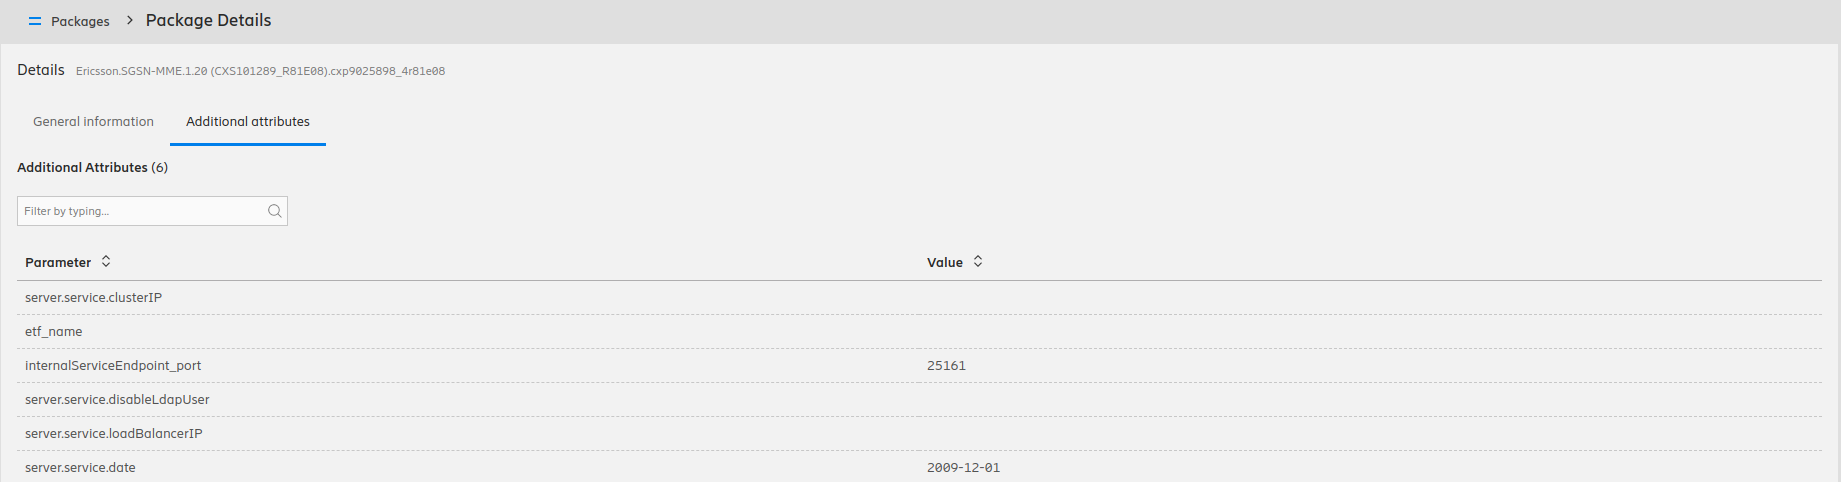 Packages > Package Details
Details Ericsson.SGSN-MME.1.20 (CXS101289_R81E08).cxp9025898_4r81e08
General information Additional attributes
Additional Attributes (6)
Filter by typing...
Parameter Value
server.service.clusterIP
etf_name
internalServiceEndpoint_port 25161
server.service.disableLdapUser
server.service.loadBalancerIP
server.service.date 2009-12-01